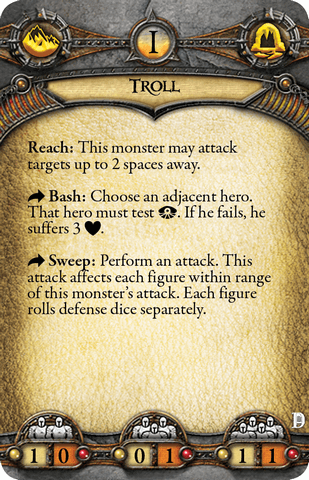 I
TROLL
Reach: This monster may attack
targets up to 2 spaces away.
Bash: Choose an adjacent hero.
That hero must test . If he fails, he
suffers 3 .
Sweep: Perform an attack. This
attack affects each figure within range
of this monster's attack. Each figure
rolls defense dice separately.
1 0 0 1 1 1